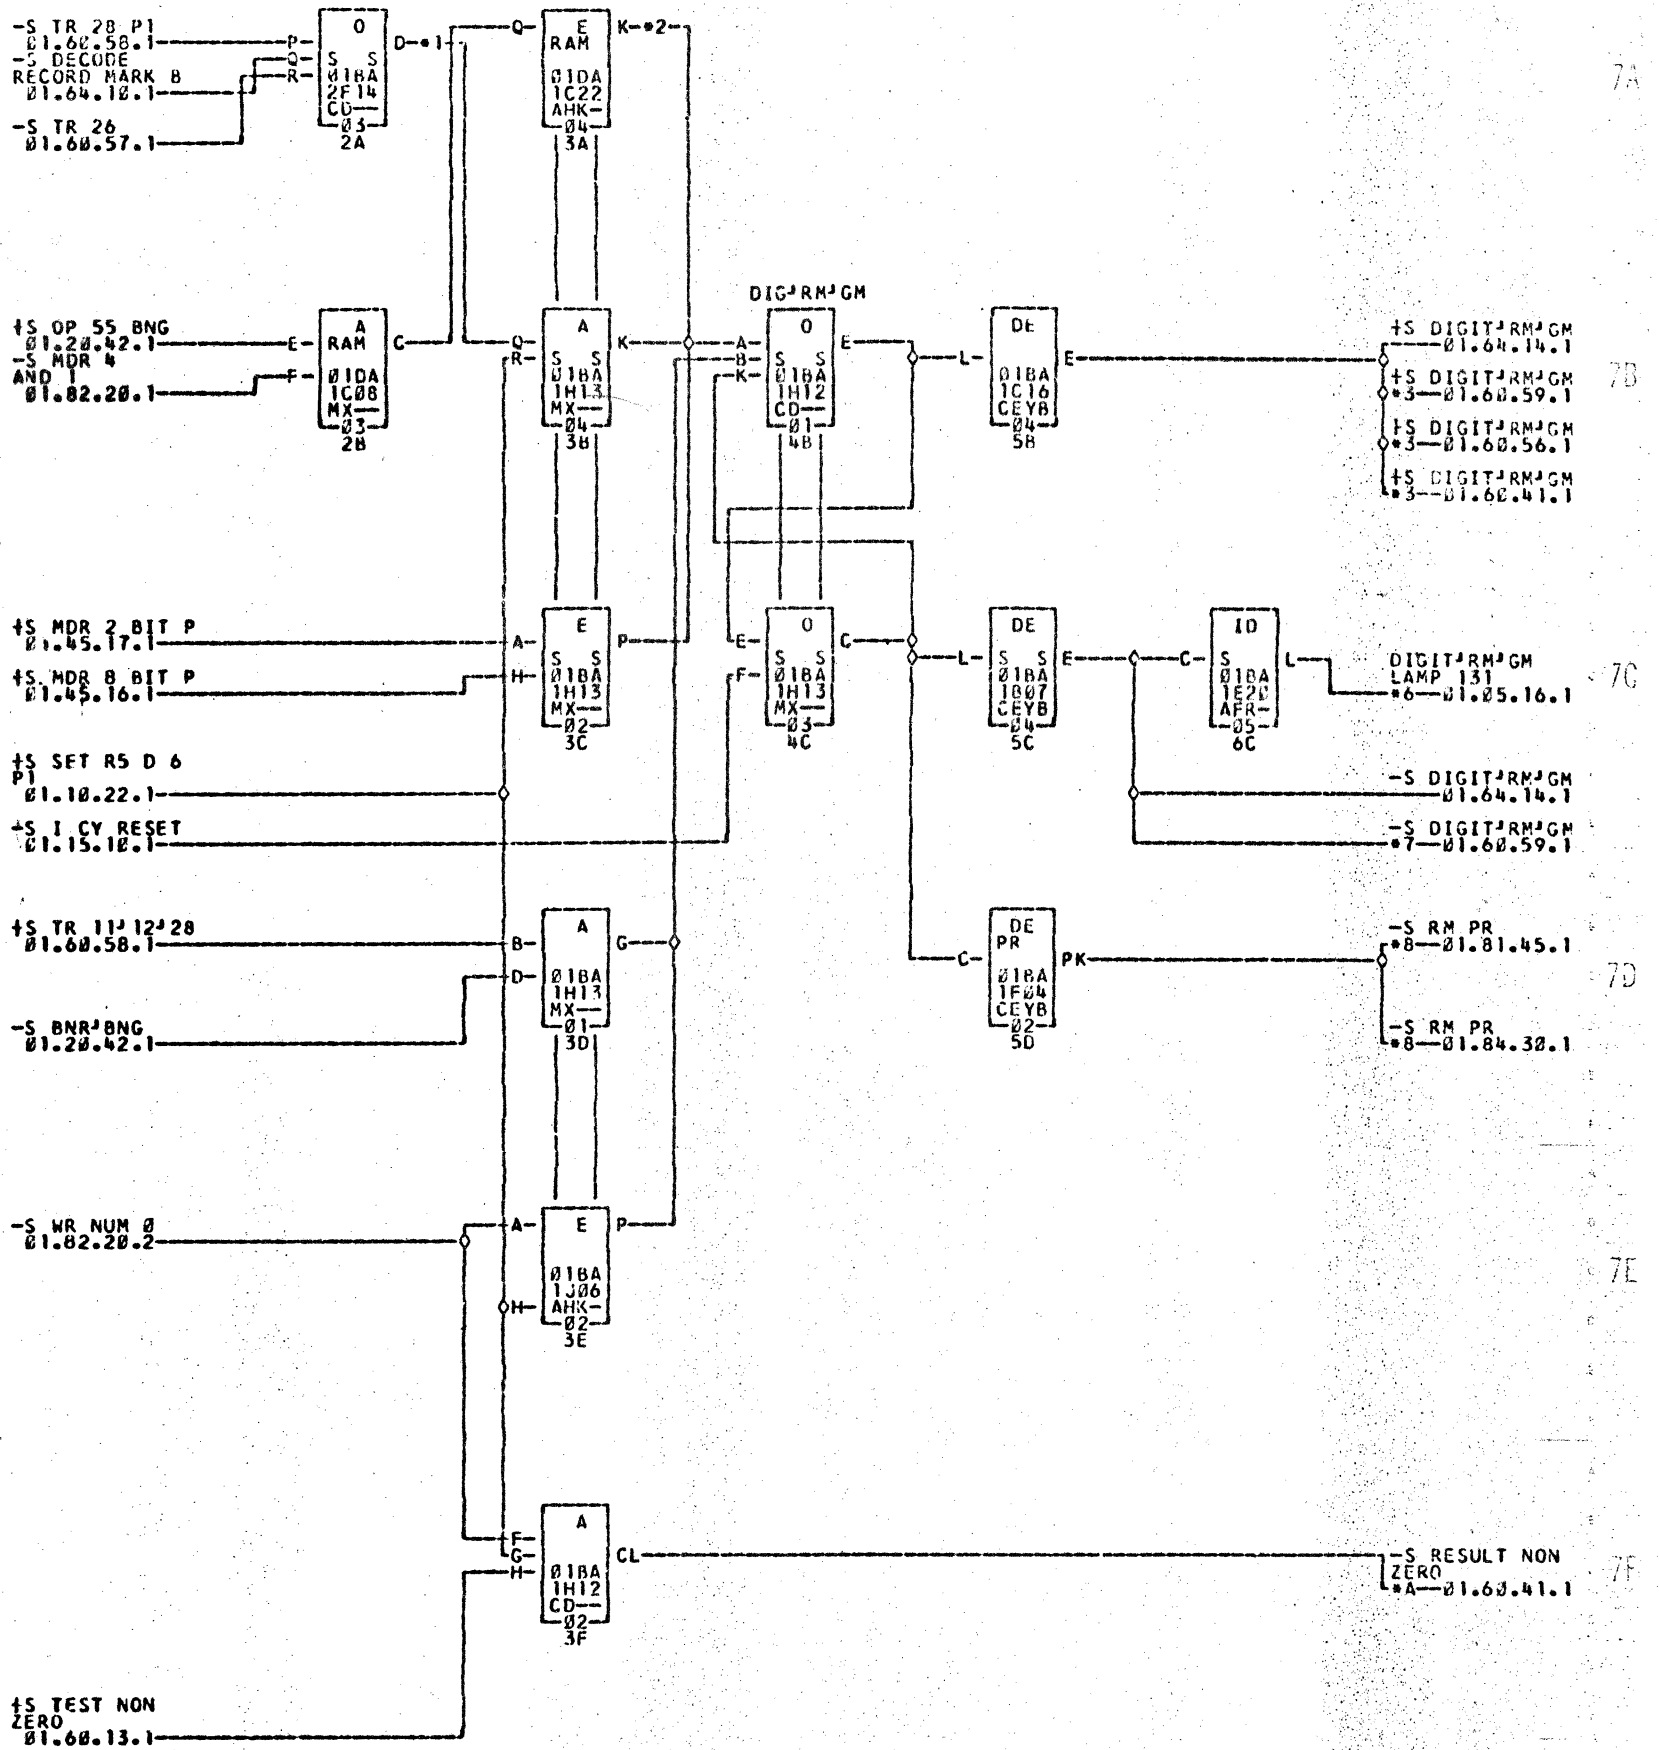 -S TR 28 P1
01.60.58.1
-S DECODE
RECORD MARK B
01.64.10.1
-S TR 26
01.60.57.1
P
Q
R
O
S S
01BA
2F14
CD--
03
2A
D
*1
Q
E
RAM
01DA
1C22
AHK-
04
3A
K
*2
7A
+S OP 55 BNG
01.20.42.1
-S MDR 4
AND 1
01.82.20.1
E
F
A
RAM
01DA
1C08
MX--
03
2B
C
Q
R
A
S S
01BA
1H13
MX--
04
3B
K
DIG┘RM┘GM
A
B
K
O
S S
01BA
1H12
CD--
01
4B
E
L
DE
01BA
1C16
CEYB
04
5B
E
+S DIGIT┘RM┘GM
01.64.14.1
+S DIGIT┘RM┘GM
*3--01.60.59.1
+S DIGIT┘RM┘GM
*3--01.60.56.1
+S DIGIT┘RM┘GM
*3--01.60.41.1
7B
+S MDR 2 BIT P
01.45.17.1
+S MDR 8 BIT P
01.45.16.1
A
H
E
S S
01BA
1H13
MX--
02
3C
P
E
F
O
S S
01BA
1H13
MX--
03
4C
C
L
DE
S S
01BA
1B07
CEYB
04
5C
E
C
ID
S
01BA
1E20
AFR-
05
6C
L
DIGIT┘RM┘GM
LAMP 131
*6--01.05.16.1
7C
+S SET RS D 6
P1
01.10.22.1
-S DIGIT┘RM┘GM
01.64.14.1
+S I CY RESET
01.15.10.1
-S DIGIT┘RM┘GM
*7--01.60.59.1
+S TR 11┘12┘28
01.60.58.1
-S BNR┘BNG
01.20.42.1
B
D
A
01BA
1H13
MX--
01
3D
G
C
DE
PR
01BA
1F04
CEYB
02
5D
PK
-S RM PR
*8--01.81.45.1
-S RM PR
*8--01.84.30.1
7D
-S WR NUM 0
01.82.20.2
A
H
E
01BA
1J06
AHK-
02
3E
P
7E
F
G
H
A
01BA
1H12
CD--
02
3F
CL
-S RESULT NON
ZERO
*A--01.60.41.1
7F
+S TEST NON
ZERO
01.60.13.1